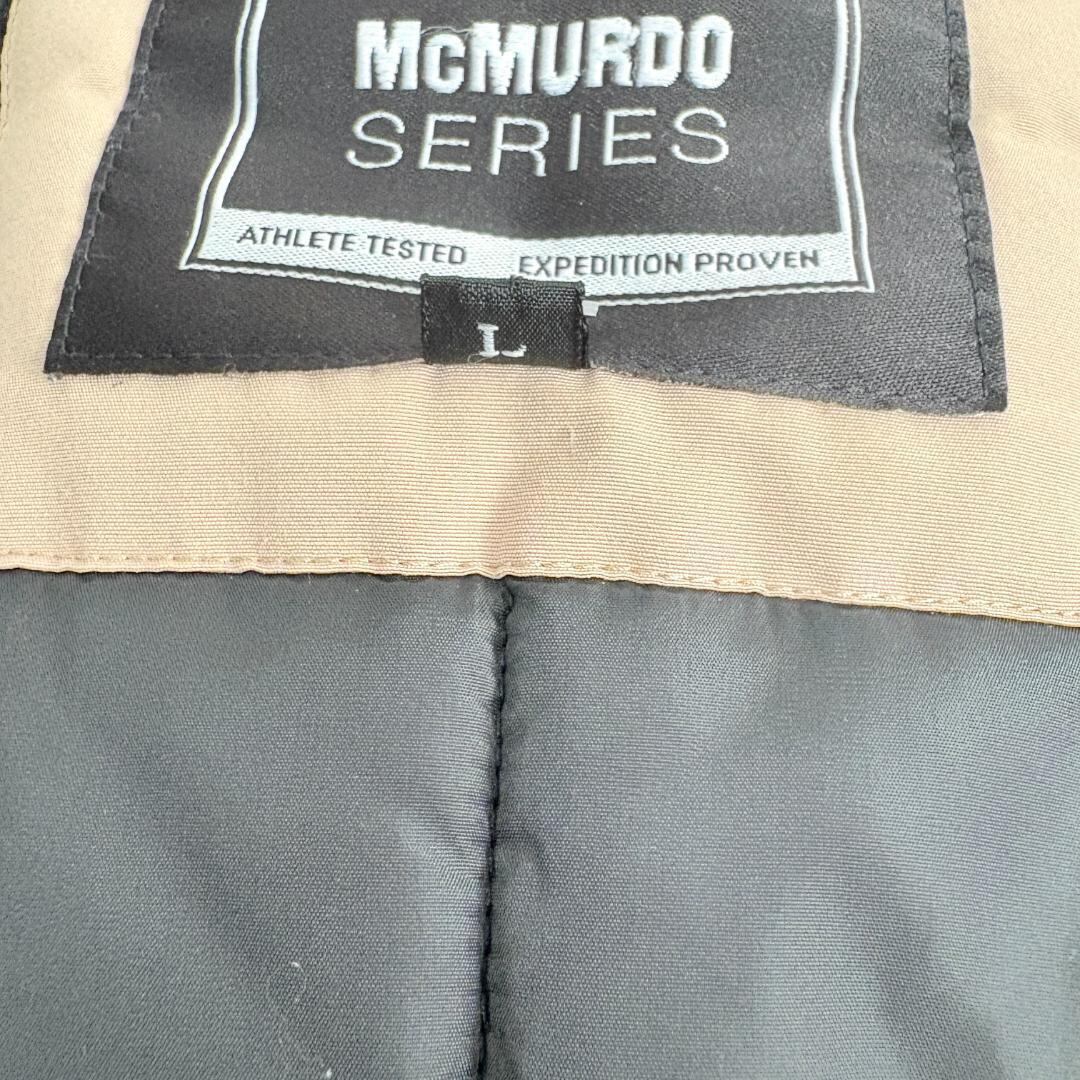 McMURDO
SERIES
ATHLETE TESTED EXPEDITION PROVEN
L